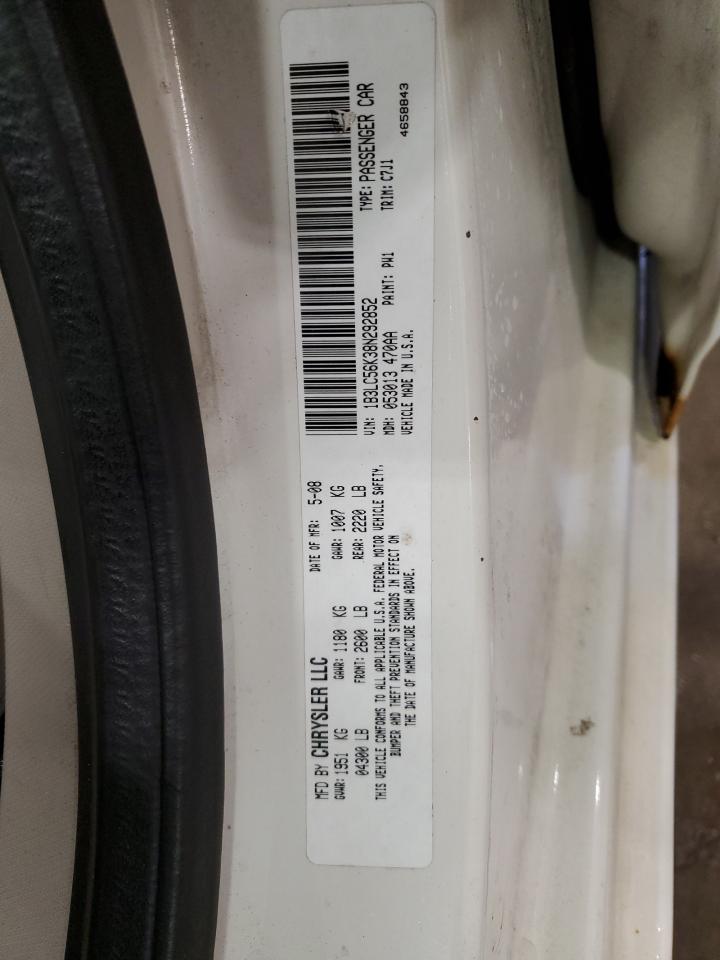 MFD BY CHRYSLER LLC
DATE OF MFR: 5-08
GVWR: 1951 KG
GAWR: 1180 KG
GAWR: 1007 KG
04300 LB
FRONT: 2600 LB
REAR: 2220 LB
THIS VEHICLE CONFORMS TO ALL APPLICABLE U.S.A. FEDERAL MOTOR VEHICLE SAFETY,
BUMPER AND THEFT PREVENTION STANDARDS IN EFFECT ON
THE DATE OF MANUFACTURE SHOWN ABOVE.
VIN: 1B3LC56K38N292852
TYPE: PASSENGER CAR
MDH: 053013 470AA
PAINT: PW1
TRIM: C7J1
VEHICLE MADE IN U.S.A.
4658843